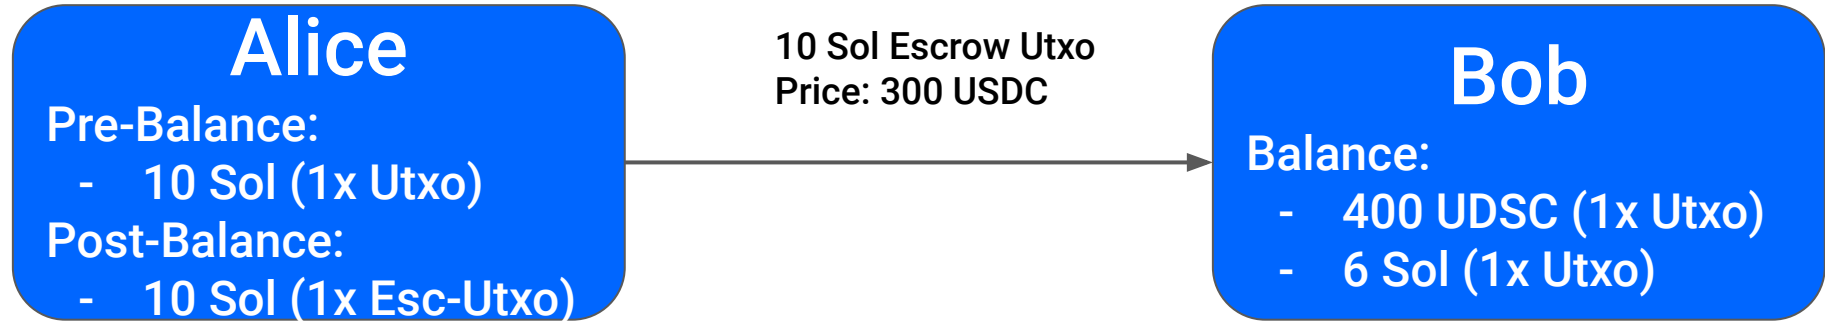 Alice
Pre-Balance:
- 10 Sol (1x Utxo)
Post-Balance:
- 10 Sol (1x Esc-Utxo)
10 Sol Escrow Utxo
Price: 300 USDC
Bob
Balance:
- 400 UDSC (1x Utxo)
- 6 Sol (1x Utxo)